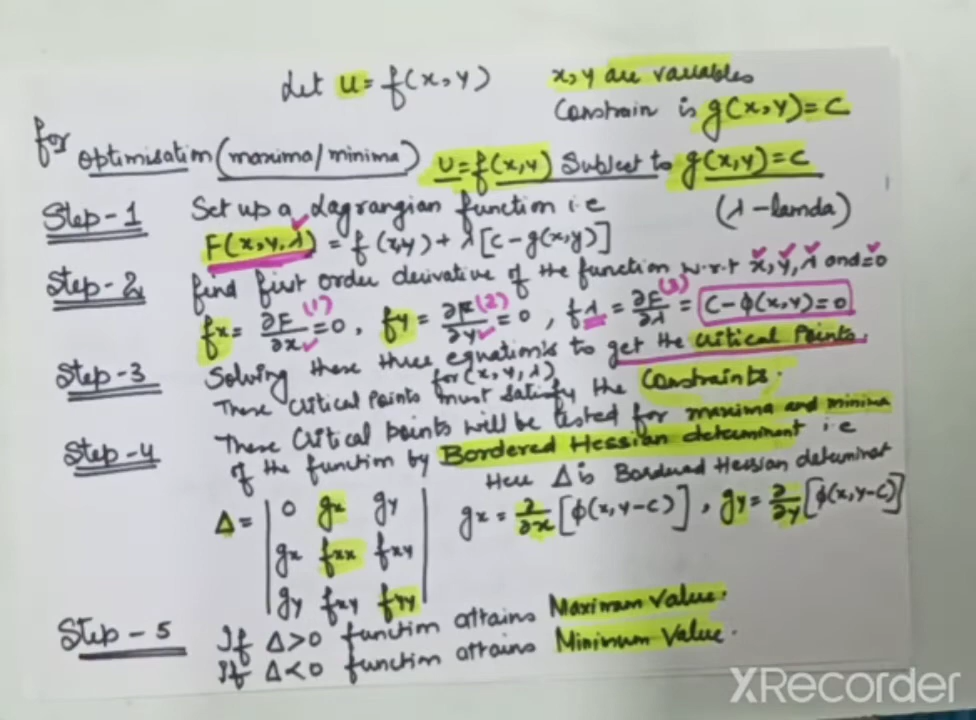 Let U = f(x,y) x,y are variables
Constrain is g(x,y)=C
for
Optimisation (maxima/minima) U=f(x,y) Subject to g(x,y)=C
Step-1 Set up a Lagrangian function i.e (λ-lamda)
F(x,y,λ) = f(x,y) + λ[C-g(x,y)]
Step-2 find first order derivative of the function w.r.t x,y,λ and =0
fx = ∂F/∂x = 0, (1) fy = ∂F/∂y = 0, (2) fλ = ∂F/∂λ = (3) C-ϕ(x,y)=0
Step-3 Solving these three equations to get the critical points.
for (x,y,λ)
These critical points must satisfy the Constraints.
Step-4 These critical points will be tested for maxima and minima
of the function by Bordered Hessian determinant i.e
Here Δ is Bordered Hessian determinat
Δ = | 0 gx gy | gx = ∂/∂x [ϕ(x,y-c)], gy = ∂/∂y [ϕ(x,y-c)]
| gx fxx fxy |
| gy fxy fyy |
Step-5 If Δ>0 function attains Maximum Value.
If Δ<0 function attains Minimum Value.
XRecorder